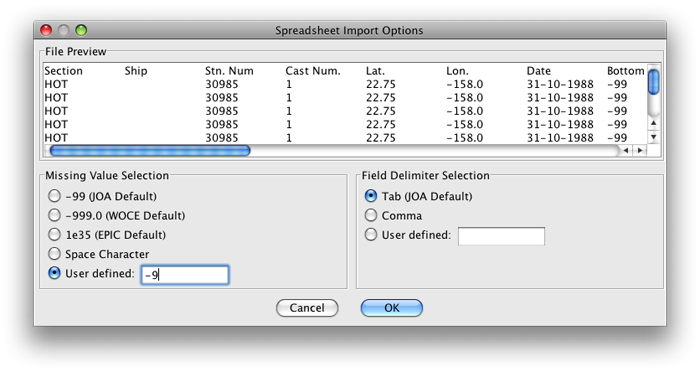 Spreadsheet Import Options
File Preview
Section Ship Stn. Num Cast Num. Lat. Lon. Date Bottom
HOT 30985 1 22.75 -158.0 31-10-1988 -99
HOT 30985 1 22.75 -158.0 31-10-1988 -99
HOT 30985 1 22.75 -158.0 31-10-1988 -99
HOT 30985 1 22.75 -158.0 31-10-1988 -99
HOT 30985 1 22.75 -158.0 31-10-1988 -99
Missing Value Selection
-99 (JOA Default)
-999.0 (WOCE Default)
1e35 (EPIC Default)
Space Character
User defined: -9
Field Delimiter Selection
Tab (JOA Default)
Comma
User defined:
Cancel OK